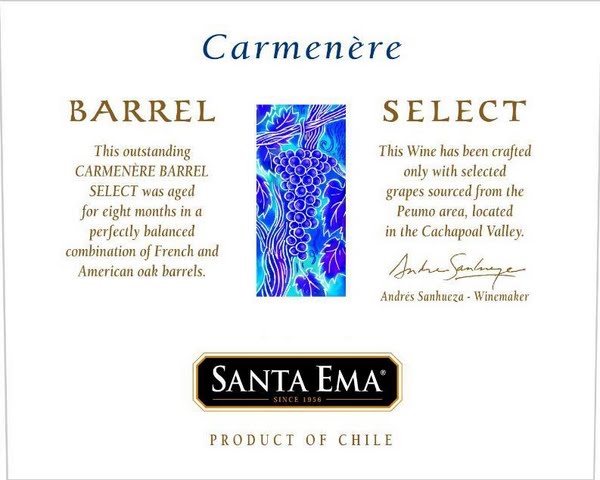 Carmenère
BARREL
This outstanding
CARMENÈRE BARREL
SELECT was aged
for eight months in a
perfectly balanced
combination of French and
American oak barrels.
SELECT
This Wine has been crafted
only with selected
grapes sourced from the
Peumo area, located
in the Cachapoal Valley.
Andrés Sanhueza
Andrés Sanhueza - Winemaker
SANTA EMA®
SINCE 1956
PRODUCT OF CHILE